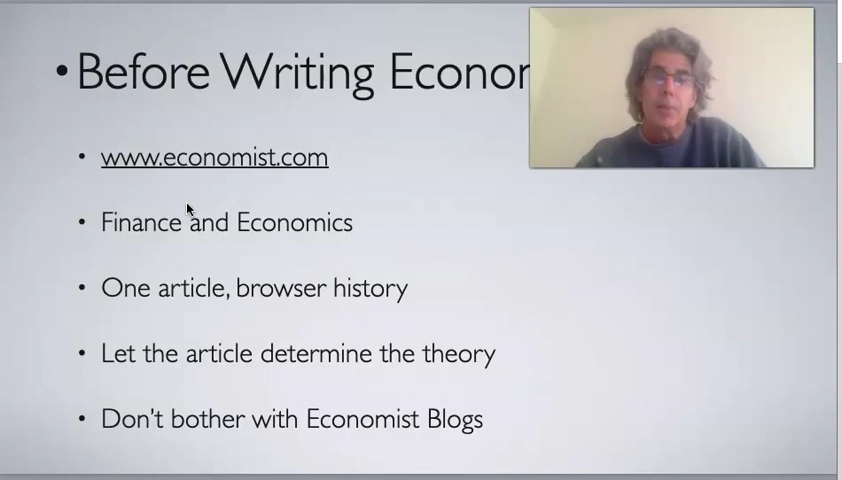 • Before Writing Econor
• www.economist.com
• Finance and Economics
• One article, browser history
• Let the article determine the theory
• Don't bother with Economist Blogs